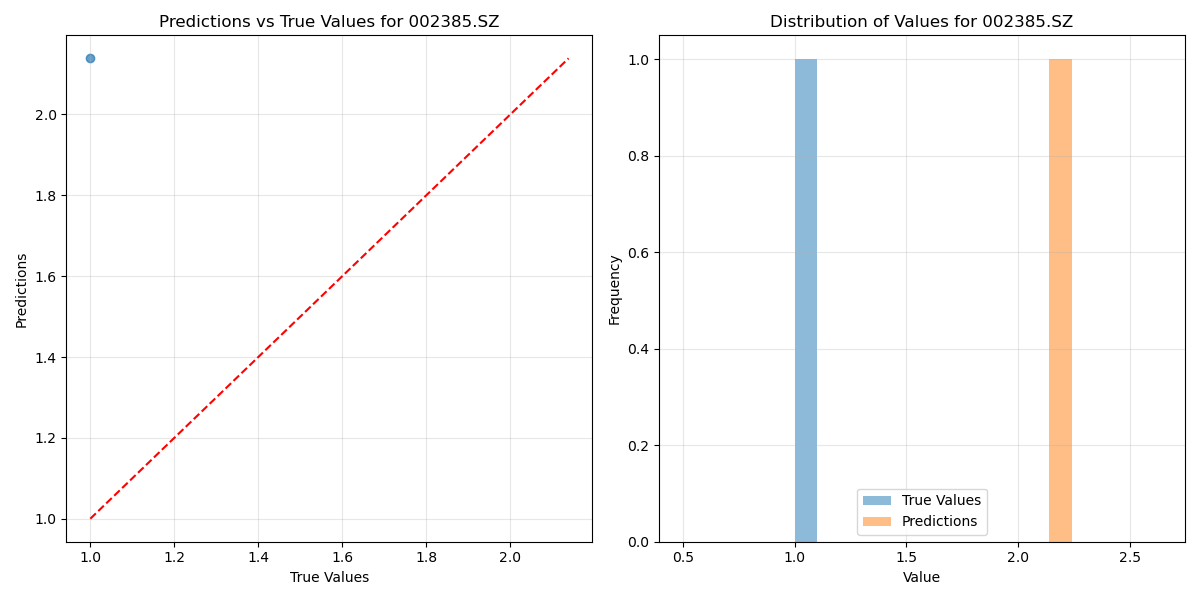 Predictions vs True Values for 002385.SZ
Predictions
2.0
1.8
1.6
1.4
1.2
1.0
1.0 1.2 1.4 1.6 1.8 2.0
True Values
Distribution of Values for 002385.SZ
Frequency
1.0
0.8
0.6
0.4
0.2
0.0
True Values
Predictions
0.5 1.0 1.5 2.0 2.5
Value